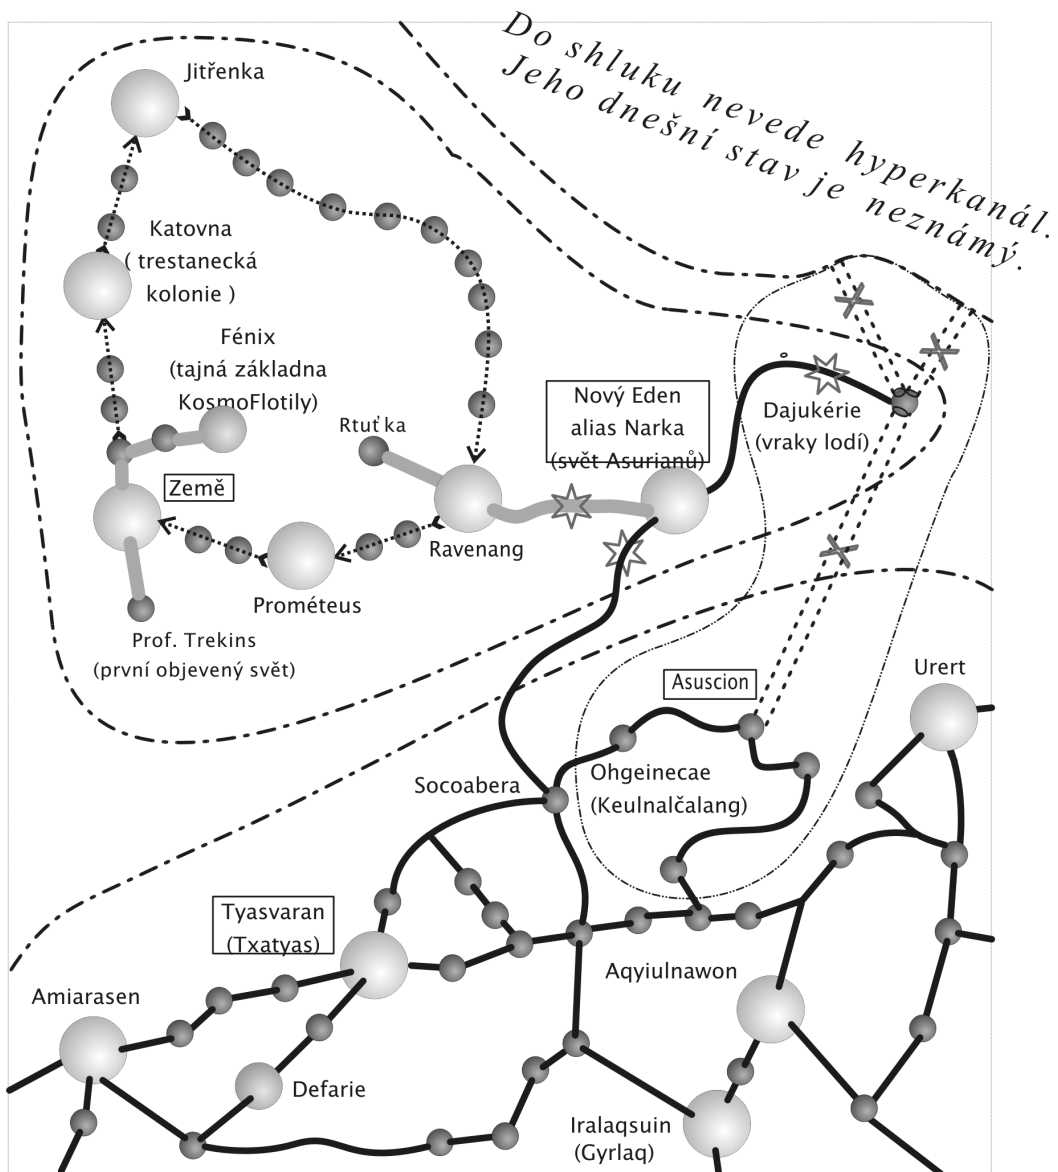 Do shluku nevede hyperkanál.
Jeho dnešní stav je neznámý.
Jitřenka
Katovna
( trestanecká
kolonie )
Fénix
(tajná základna
KosmoFlotily)
Rtuťka
Nový Eden
alias Narka
(svět Asurianů)
Dajukérie
(vraky lodí)
Země
Ravenang
Prométeus
Prof. Trekins
(první objevený svět)
Urert
Asuscion
Ohgeinecae
(Keulnalčalang)
Socoabera
Tyasvaran
(Txatyas)
Aqyiulnawon
Amiarasen
Defarie
Iralaqsuin
(Gyrlaq)